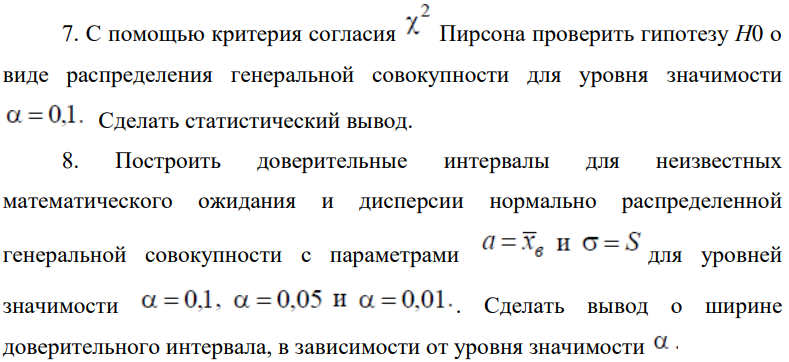 7. С помощью критерия согласия χ² Пирсона проверить гипотезу H0 о
виде распределения генеральной совокупности для уровня значимости
α = 0,1. Сделать статистический вывод.
8. Построить доверительные интервалы для неизвестных
математического ожидания и дисперсии нормально распределенной
генеральной совокупности с параметрами a = x̅в и σ = S для уровней
значимости α = 0,1, α = 0,05 и α = 0,01.. Сделать вывод о ширине
доверительного интервала, в зависимости от уровня значимости α .